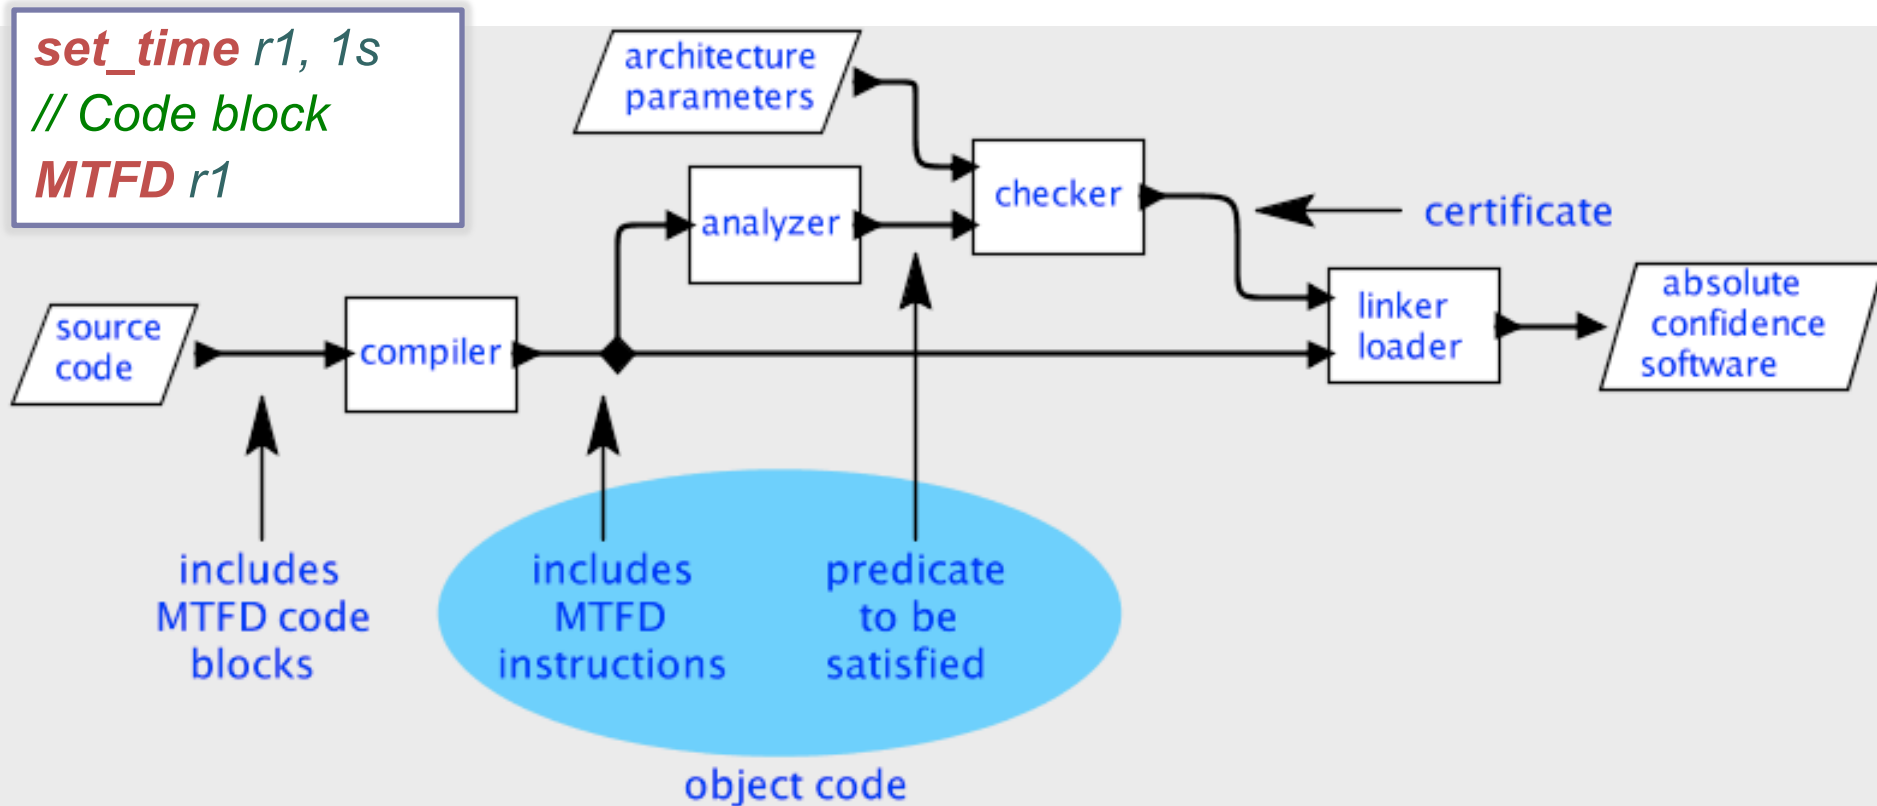 set_time r1, 1s
// Code block
MTFD r1
architecture
parameters
checker
certificate
analyzer
source
code
compiler
linker
loader
absolute
confidence
software
includes
MTFD code
blocks
includes
MTFD
instructions
predicate
to be
satisfied
object code